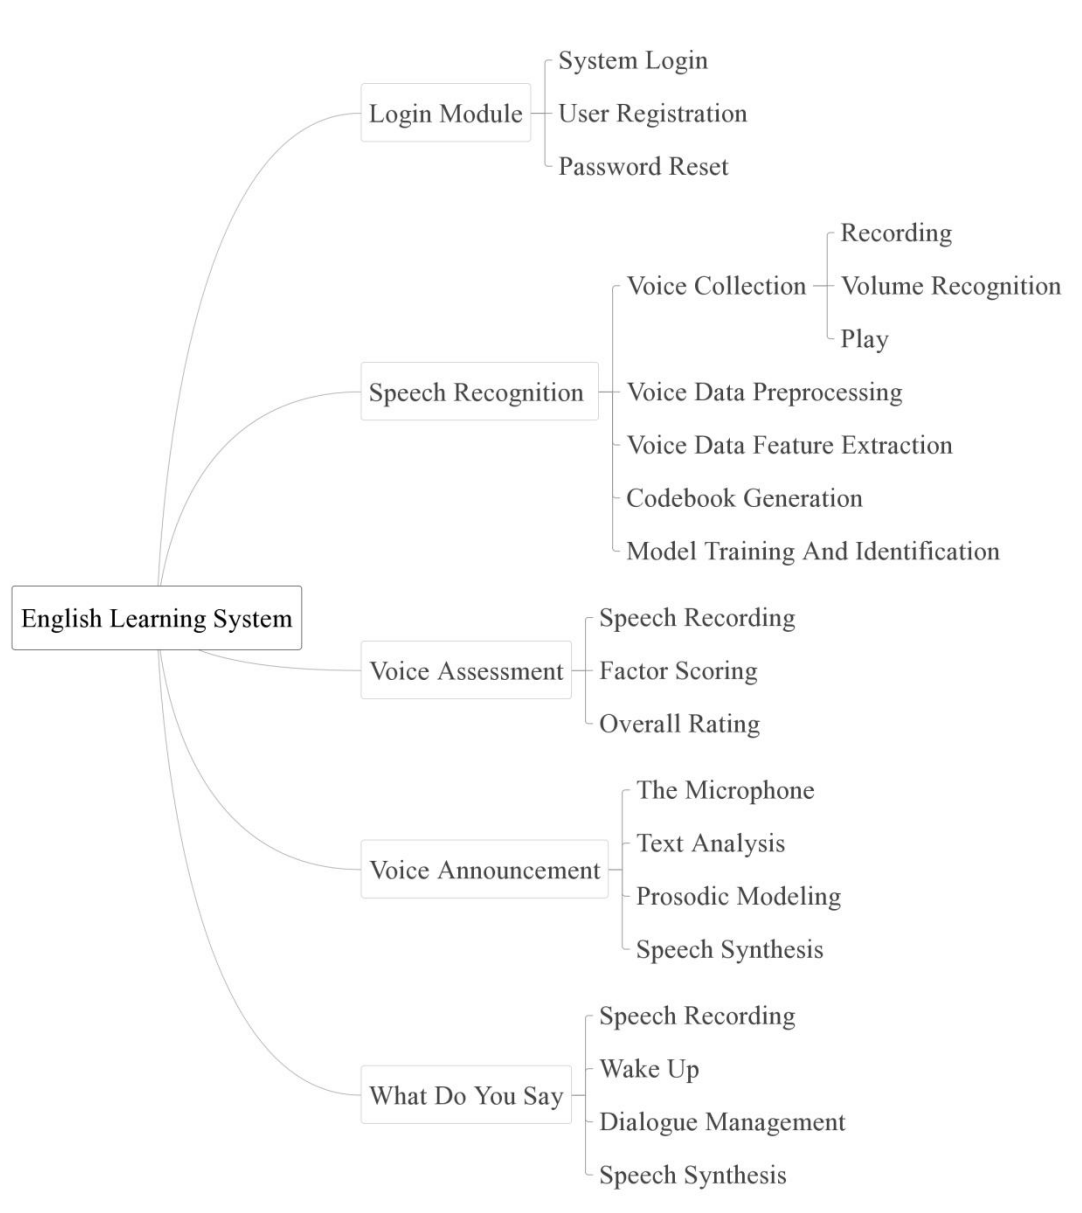 English Learning System
Login Module
System Login
User Registration
Password Reset
Speech Recognition
Voice Collection
Recording
Volume Recognition
Play
Voice Data Preprocessing
Voice Data Feature Extraction
Codebook Generation
Model Training And Identification
Voice Assessment
Speech Recording
Factor Scoring
Overall Rating
Voice Announcement
The Microphone
Text Analysis
Prosodic Modeling
Speech Synthesis
What Do You Say
Speech Recording
Wake Up
Dialogue Management
Speech Synthesis